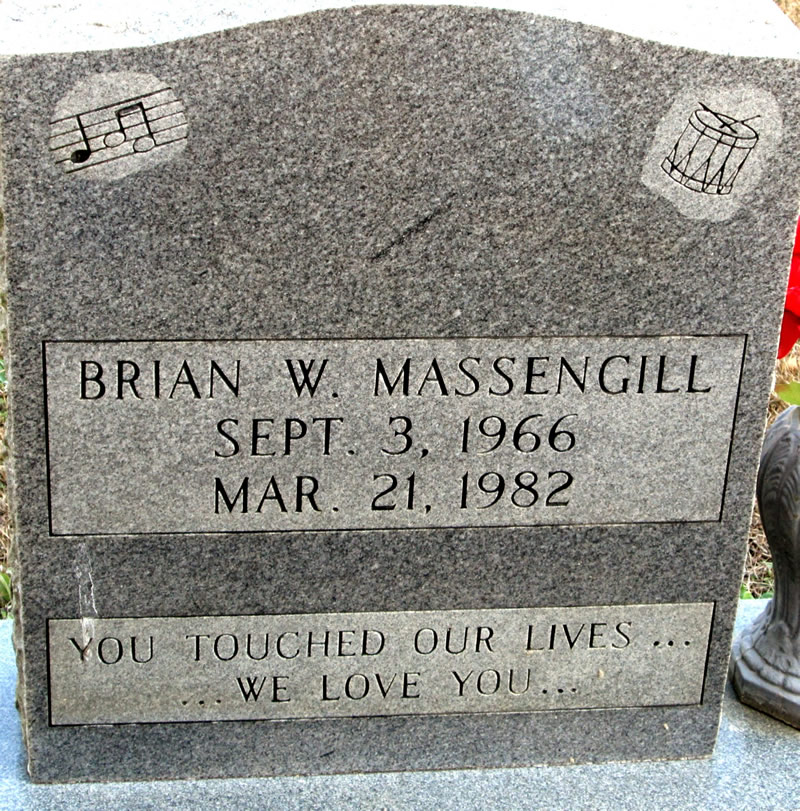 BRIAN W. MASSENGILL
SEPT. 3, 1966
MAR. 21, 1982
YOU TOUCHED OUR LIVES ...
... WE LOVE YOU...